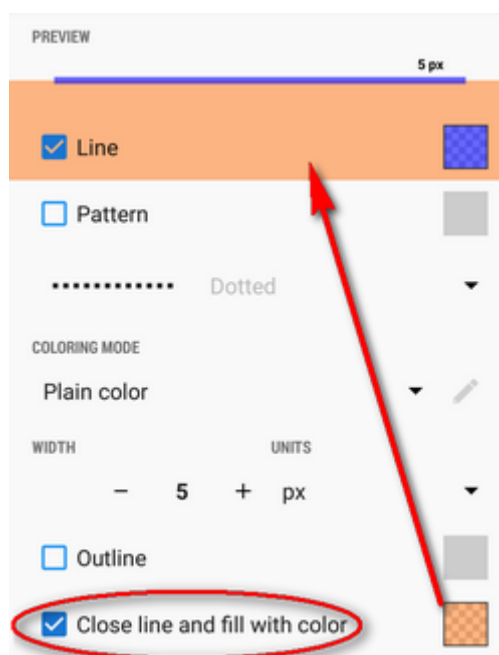 PREVIEW
5 px
Line
Pattern
Dotted
COLORING MODE
Plain color
WIDTH UNITS
− 5 + px
Outline
Close line and fill with color